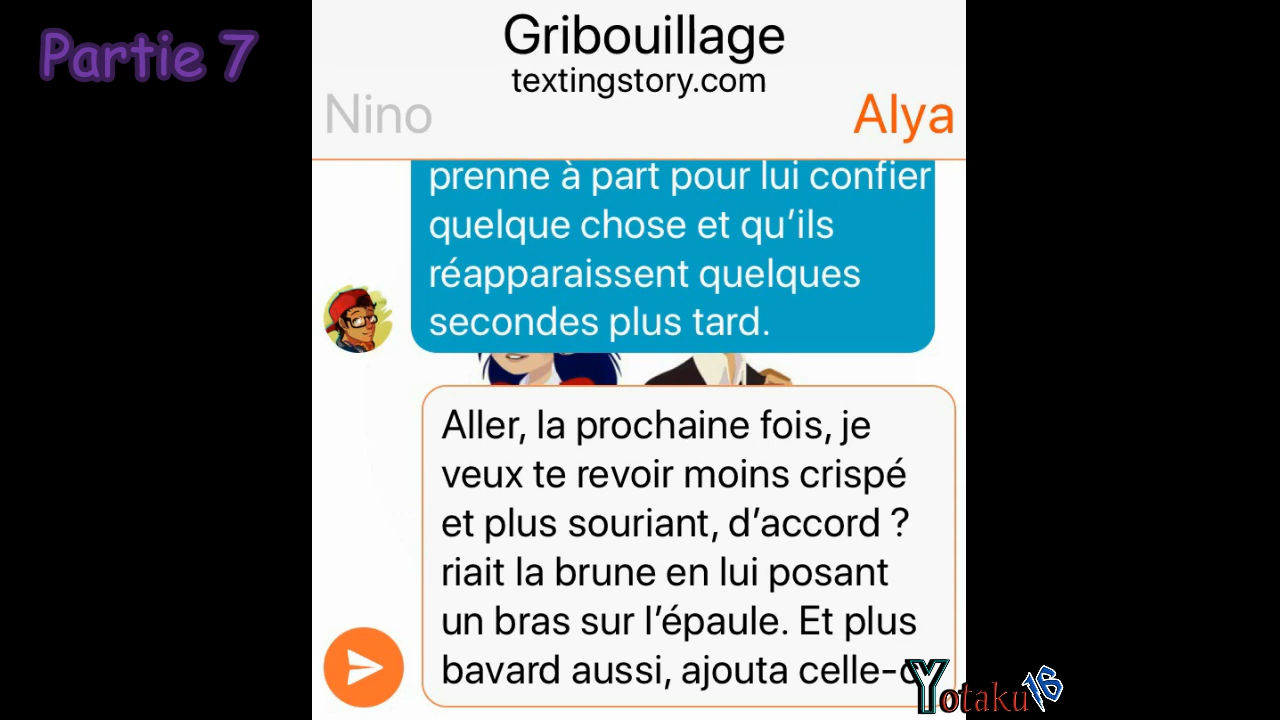 Partie 7
Gribouillage
textingstory.com
Nino
Alya
prenne à part pour lui confier
quelque chose et qu’ils
réapparaissent quelques
secondes plus tard.
Aller, la prochaine fois, je
veux te revoir moins crispé
et plus souriant, d’accord ?
riait la brune en lui posant
un bras sur l’épaule. Et plus
bavard aussi, ajouta celle-c
Yotaku16